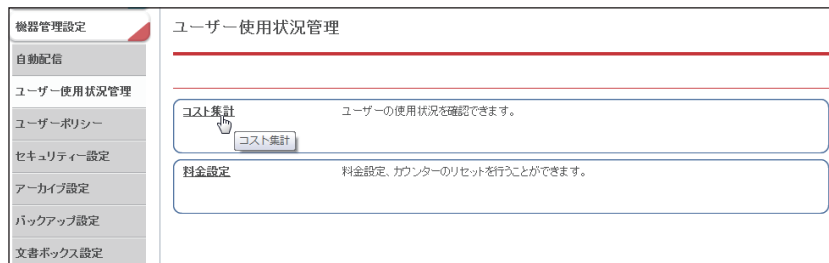 機器管理設定
自動配信
ユーザー使用状況管理
ユーザーポリシー
セキュリティー設定
アーカイブ設定
バックアップ設定
文書ボックス設定
ユーザー使用状況管理
コスト集計
ユーザーの使用状況を確認できます。
コスト集計
料金設定
料金設定、カウンターのリセットを行うことができます。